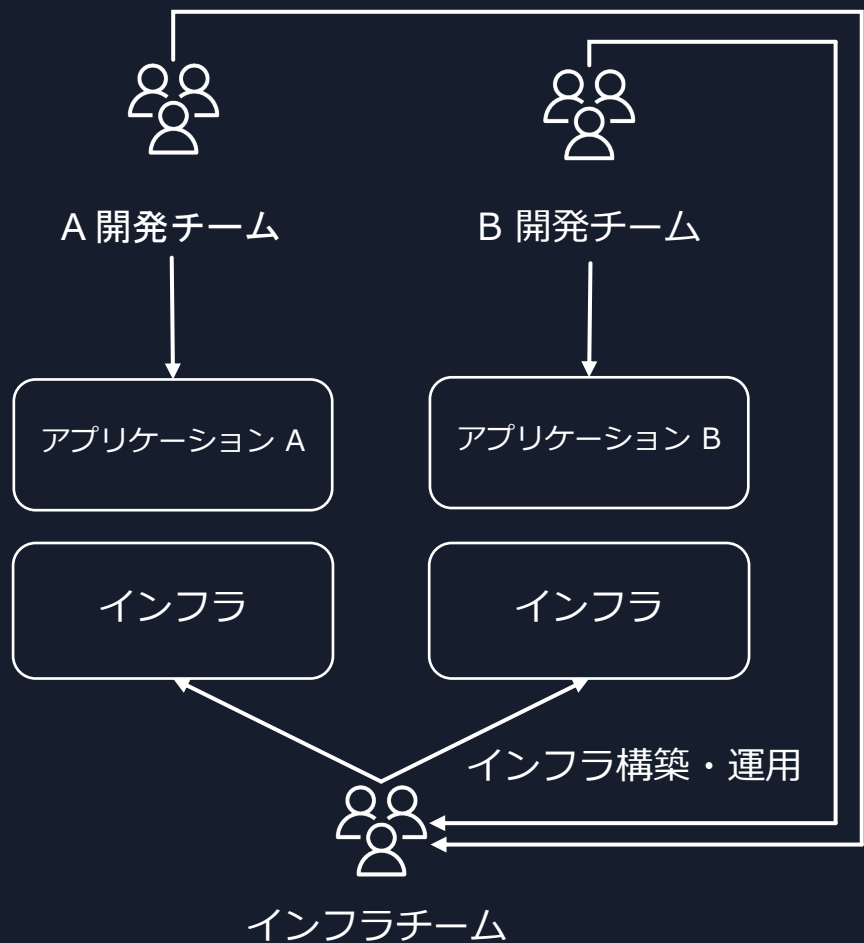 A 開発チーム
B 開発チーム
アプリケーション A
アプリケーション B
インフラ
インフラ
インフラ構築・運用
インフラチーム